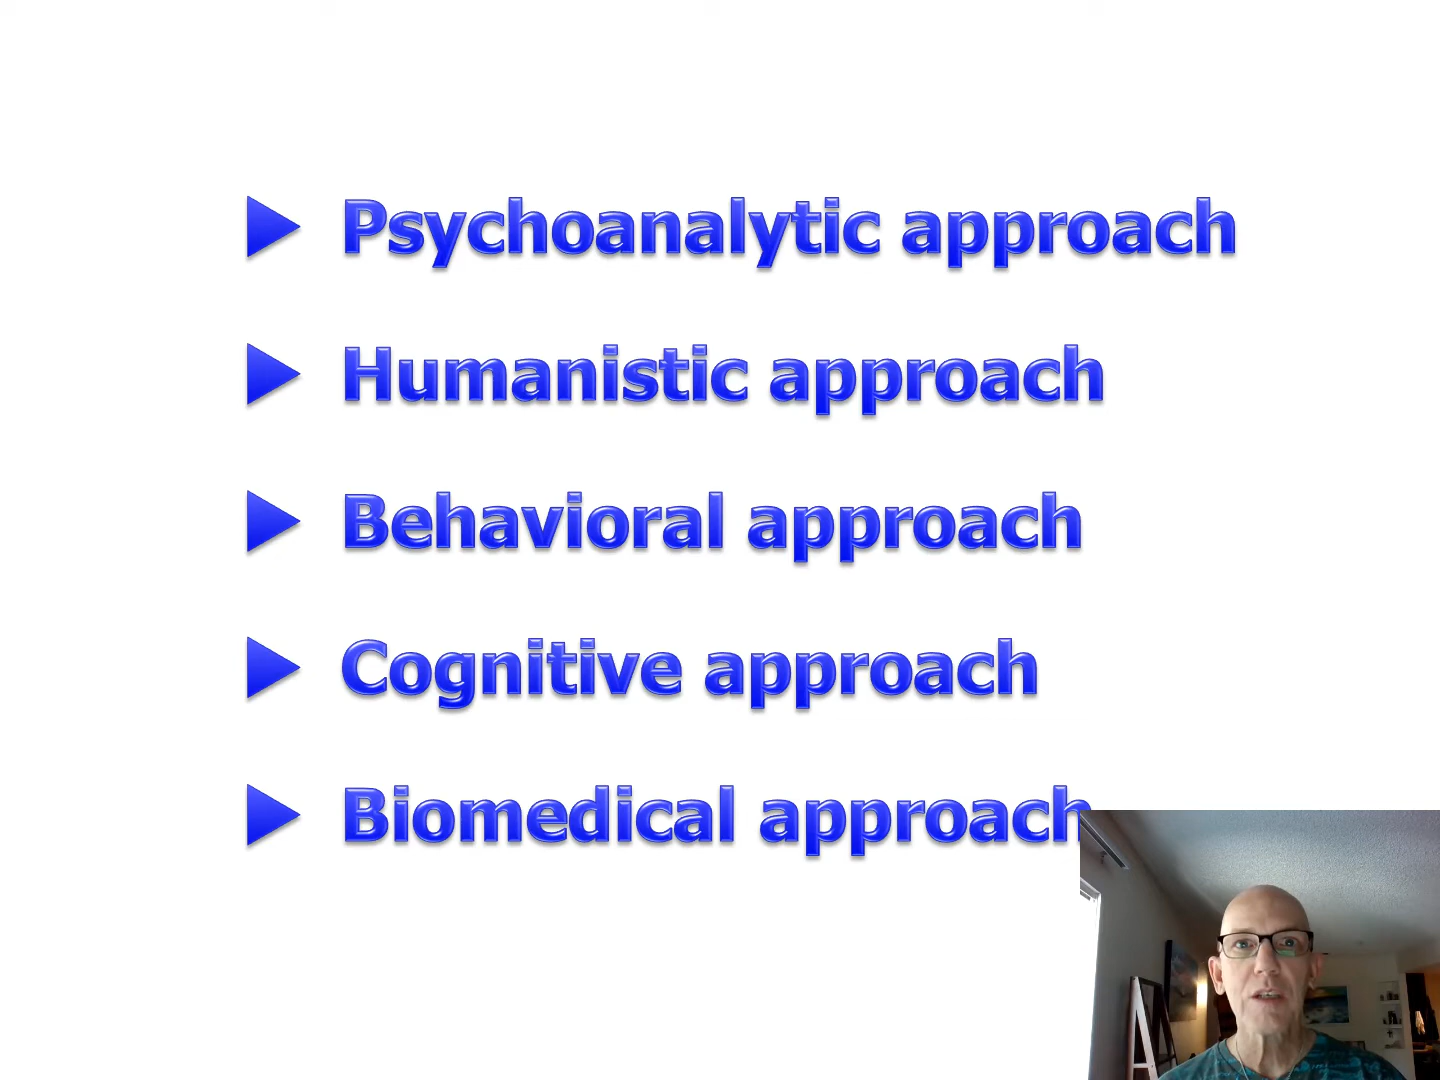 Psychoanalytic approach
Humanistic approach
Behavioral approach
Cognitive approach
Biomedical approach